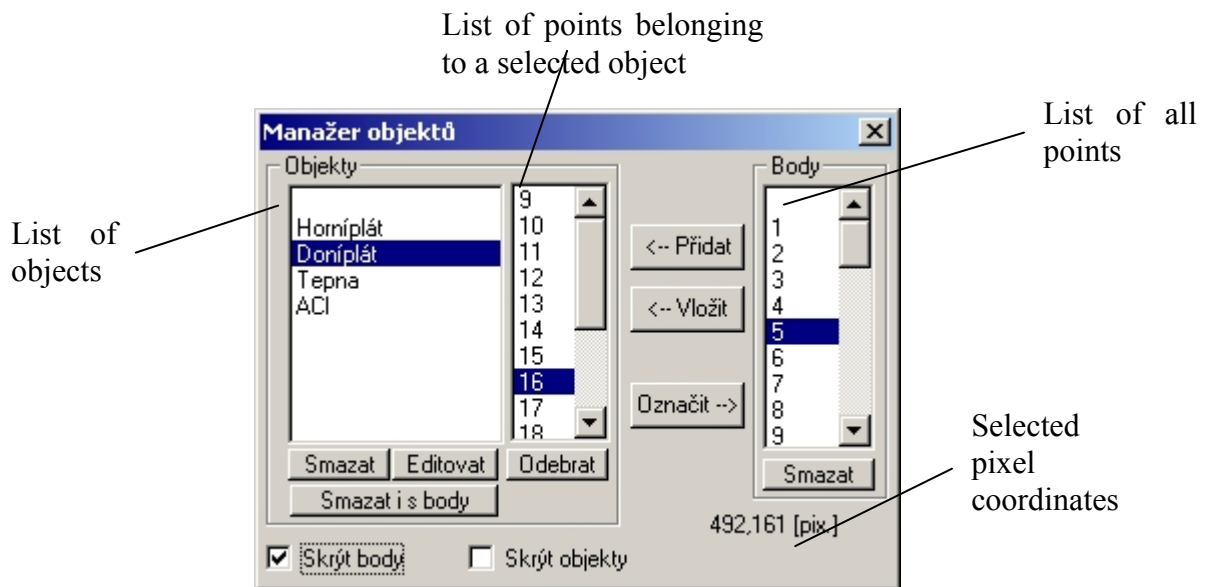 List of points belonging
to a selected object
List of all
points
List of
objects
Manažer objektů
Objekty
Horníplát
Doníplát
Tepna
ACI
9
10
11
12
13
14
15
16
17
18
<-- Přidat
<-- Vložit
Označit -->
Body
1
2
3
4
5
6
7
8
9
Smazat
Editovat
Odebrat
Smazat i s body
Smazat
492,161 [pix.]
Skrýt body
Skrýt objekty
Selected
pixel
coordinates